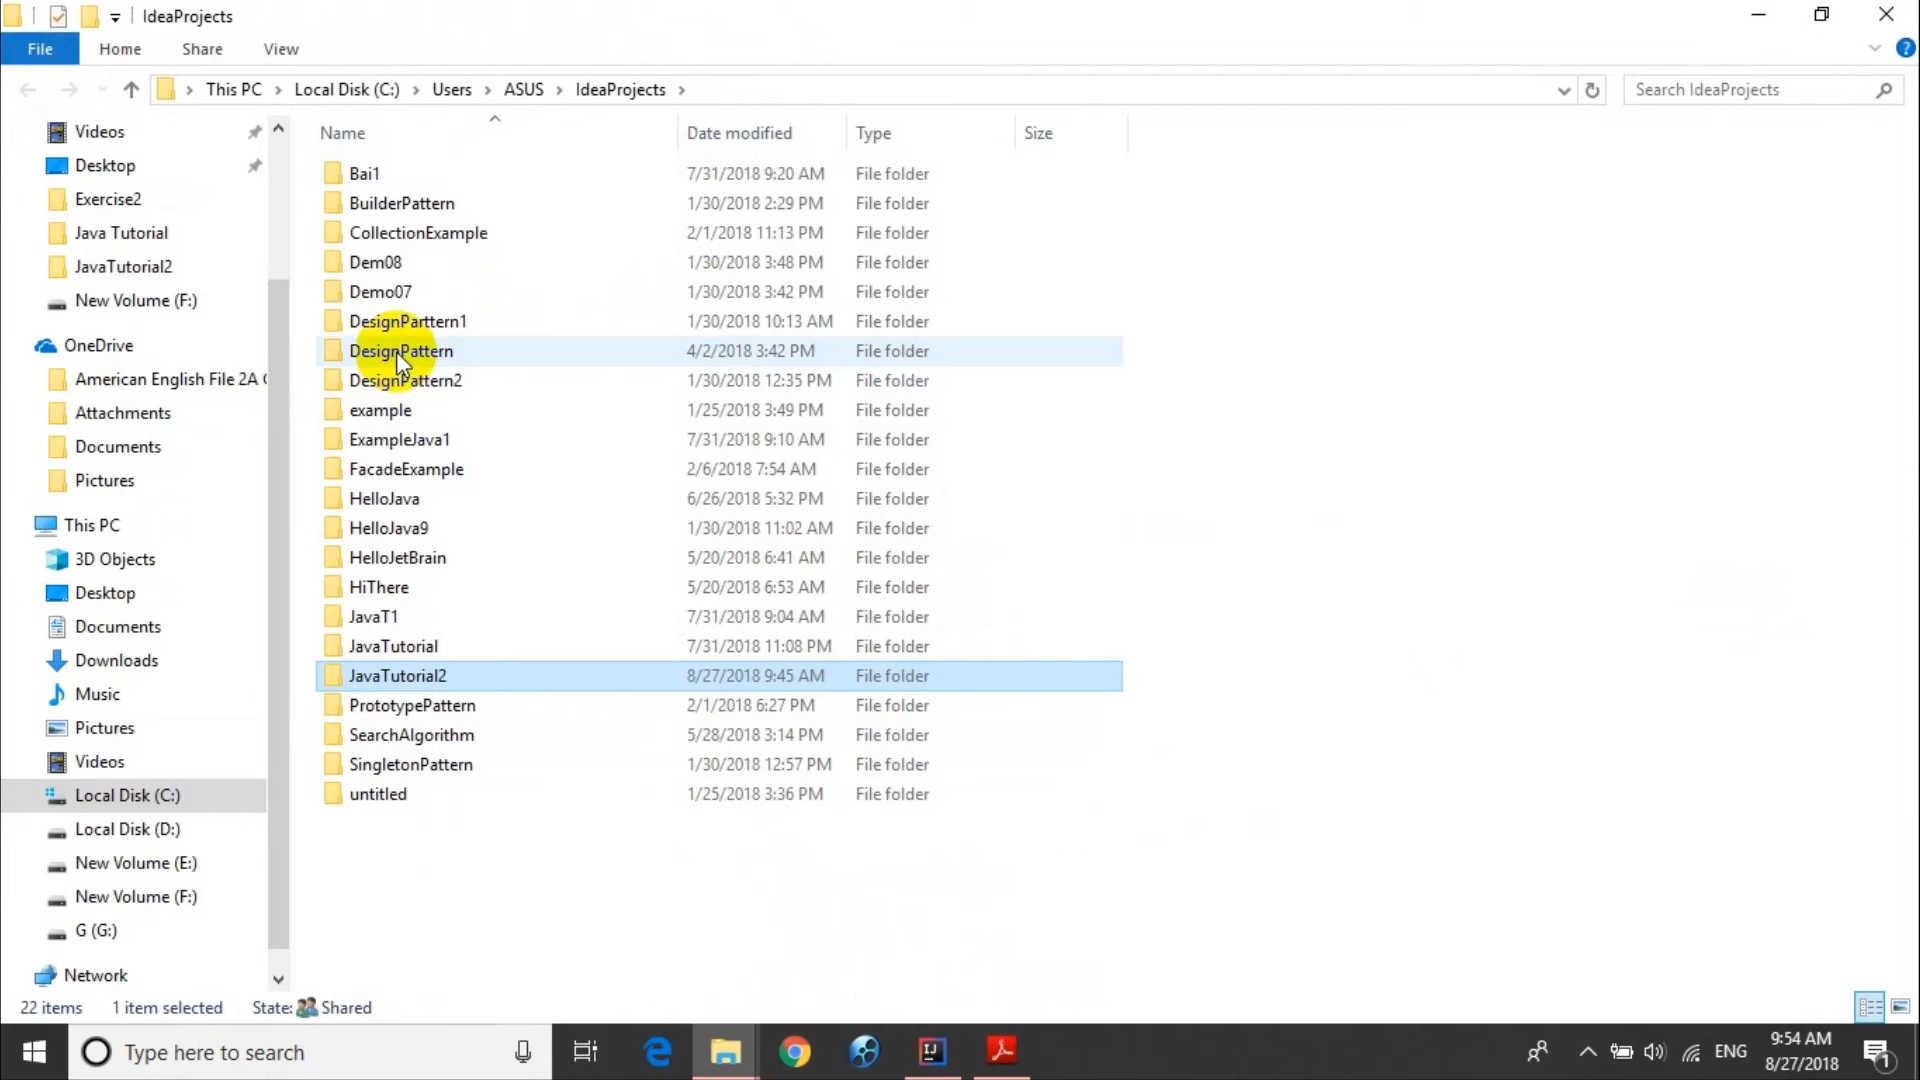 IdeaProjects
File Home Share View
This PC Local Disk (C:) Users ASUS IdeaProjects
Search IdeaProjects
Videos
Desktop
Exercise2
Java Tutorial
JavaTutorial2
New Volume (F:)
OneDrive
American English File 2A
Attachments
Documents
Pictures
This PC
3D Objects
Desktop
Documents
Downloads
Music
Pictures
Videos
Local Disk (C:)
Local Disk (D:)
New Volume (E:)
New Volume (F:)
G (G:)
Network
Name Date modified Type Size
Bai1 7/31/2018 9:20 AM File folder
BuilderPattern 1/30/2018 2:29 PM File folder
CollectionExample 2/1/2018 11:13 PM File folder
Dem08 1/30/2018 3:48 PM File folder
Demo07 1/30/2018 3:42 PM File folder
DesignParttern1 1/30/2018 10:13 AM File folder
DesignPattern 4/2/2018 3:42 PM File folder
DesignPattern2 1/30/2018 12:35 PM File folder
example 1/25/2018 3:49 PM File folder
ExampleJava1 7/31/2018 9:10 AM File folder
FacadeExample 2/6/2018 7:54 AM File folder
HelloJava 6/26/2018 5:32 PM File folder
HelloJava9 1/30/2018 11:02 AM File folder
HelloJetBrain 5/20/2018 6:41 AM File folder
HiThere 5/20/2018 6:53 AM File folder
JavaT1 7/31/2018 9:04 AM File folder
JavaTutorial 7/31/2018 11:08 PM File folder
JavaTutorial2 8/27/2018 9:45 AM File folder
PrototypePattern 2/1/2018 6:27 PM File folder
SearchAlgorithm 5/28/2018 3:14 PM File folder
SingletonPattern 1/30/2018 12:57 PM File folder
untitled 1/25/2018 3:36 PM File folder
22 items 1 item selected State: Shared
Type here to search
IJ
ENG
9:54 AM
8/27/2018
1